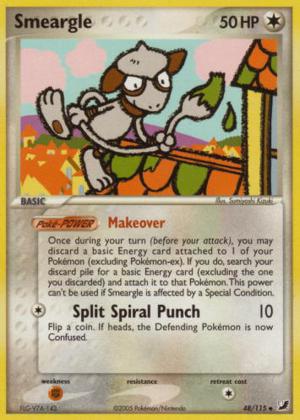 Smeargle 50 HP
Illus. Sumiyoshi Kizuki
BASIC
Poké-POWER Makeover
Once during your turn (before your attack), you may
discard a basic Energy card attached to 1 of your
Pokémon (excluding Pokémon-ex). If you do, search your
discard pile for a basic Energy card (excluding the one
you discarded) and attach it to that Pokémon. This power
can't be used if Smeargle is affected by a Special Condition.
Split Spiral Punch 10
Flip a coin. If heads, the Defending Pokémon is now
Confused.
weakness resistance retreat cost
©2005 Pokémon/Nintendo
48/115